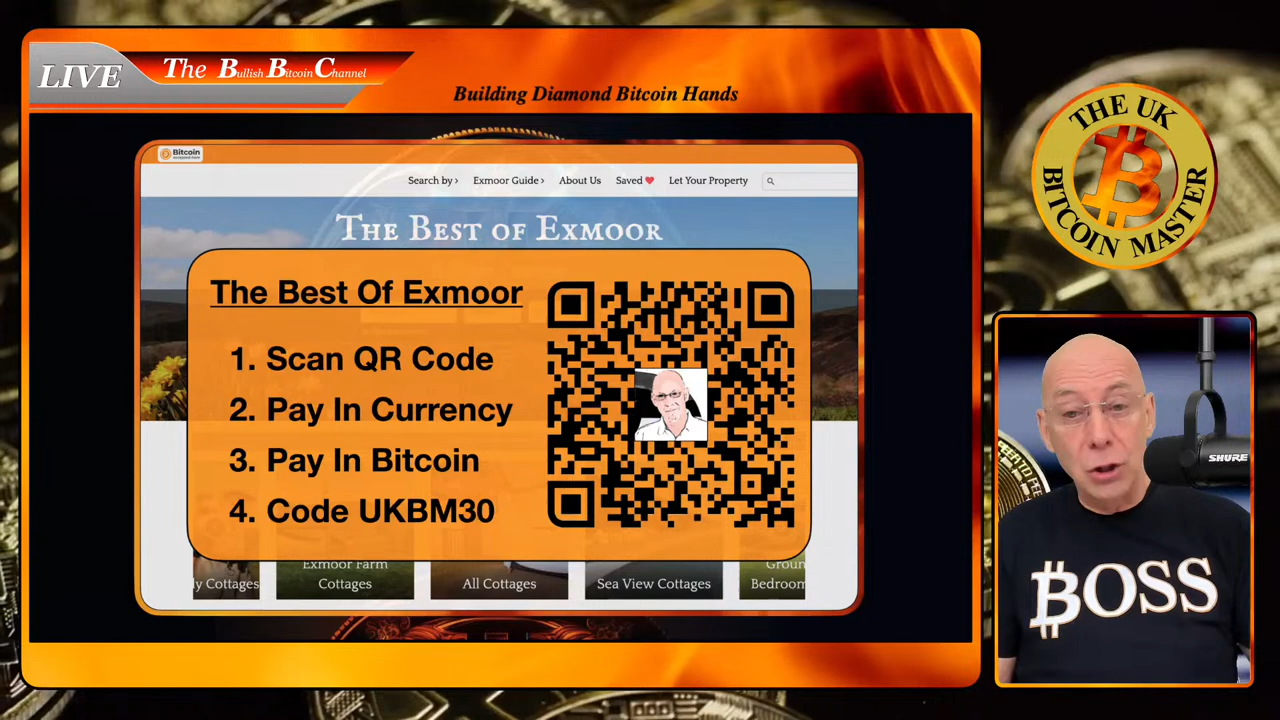 LIVE
The Bullish Bitcoin Channel
Building Diamond Bitcoin Hands
THE UK
BITCOIN MASTER
Bitcoin
accepted here
Search by ›
Exmoor Guide ›
About Us
Saved
Let Your Property
The Best of Exmoor
The Best Of Exmoor
1. Scan QR Code
2. Pay In Currency
3. Pay In Bitcoin
4. Code UKBM30
Cottages
Exmoor Farm
Cottages
All Cottages
Sea View Cottages
SHURE
BOSS